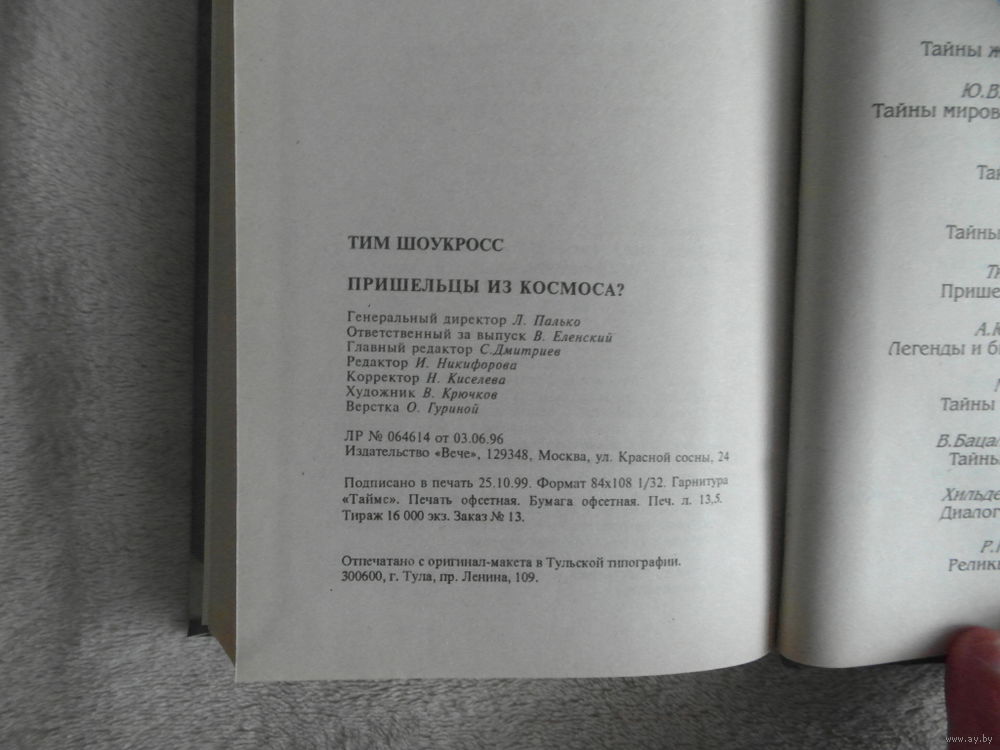 ТИМ ШОУКРОСС
ПРИШЕЛЬЦЫ ИЗ КОСМОСА?
Генеральный директор Л. Палько
Ответственный за выпуск В. Еленский
Главный редактор С.Дмитриев
Редактор И. Никифорова
Корректор Н. Киселева
Художник В. Крючков
Верстка О. Гуриной
ЛР № 064614 от 03.06.96
Издательство «Вече», 129348, Москва, ул. Красной сосны, 24
Подписано в печать 25.10.99. Формат 84х108 1/32. Гарнитура
«Таймс». Печать офсетная. Бумага офсетная. Печ. л. 13,5.
Тираж 16 000 экз. Заказ № 13.
Отпечатано с оригинал-макета в Тульской типографии.
300600, г. Тула, пр. Ленина, 109.
Тайны
Ю.В.
Тайны
Тайны
Легенды и
Тайны
www.ay.by